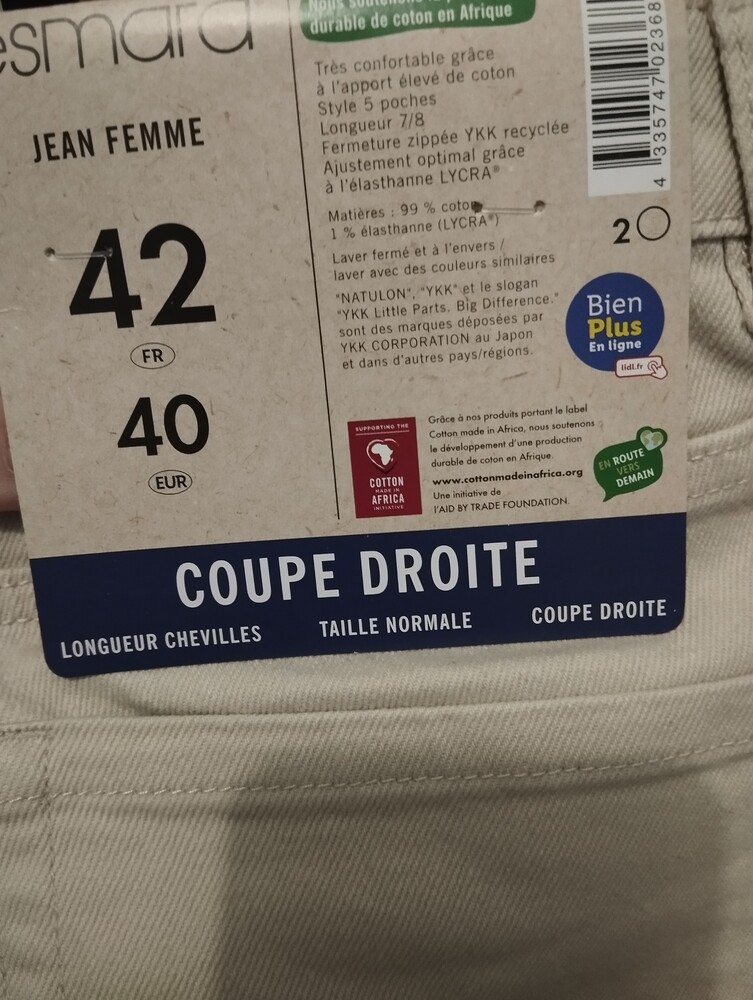 esmara
JEAN FEMME
42
FR
40
EUR
Nous soutenons la
durable de coton en Afrique
Très confortable grâce
à l'apport élevé de coton
Style 5 poches
Longueur 7/8
Fermeture zippée YKK recyclée
Ajustement optimal grâce
à l'élasthanne LYCRA®
Matières : 99 % coton
1 % élasthanne (LYCRA®)
Laver fermé et à l'envers /
laver avec des couleurs similaires
"NATULON", "YKK" et le slogan
"YKK Little Parts. Big Difference."
sont des marques déposées par
YKK CORPORATION au Japon
et dans d'autres pays/régions.
4 335747 02368
2
Bien
Plus
En ligne
lidl.fr
SUPPORTING THE
COTTON
MADE IN
AFRICA
INITIATIVE
Grâce à nos produits portant le label
Cotton made in Africa, nous soutenons
le développement d'une production
durable de coton en Afrique.
www.cottonmadeinafrica.org
Une initiative de
l'AID BY TRADE FOUNDATION.
EN ROUTE
VERS
DEMAIN
COUPE DROITE
LONGUEUR CHEVILLES TAILLE NORMALE COUPE DROITE